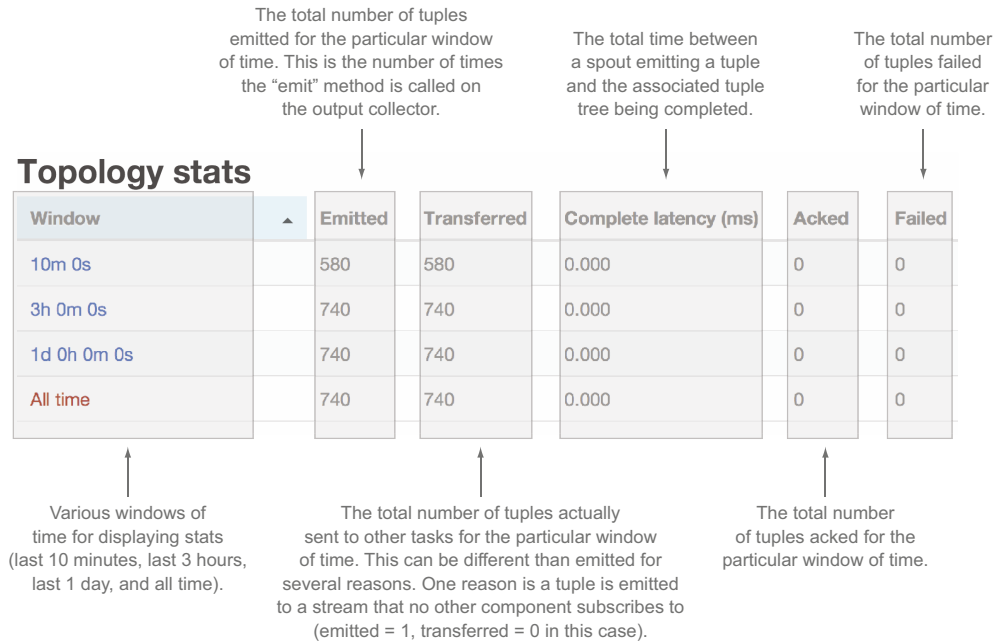 The total number of tuples
emitted for the particular window
of time. This is the number of times
the “emit” method is called on
the output collector.
The total time between
a spout emitting a tuple
and the associated tuple
tree being completed.
The total number
of tuples failed
for the particular
window of time.
Topology stats
Window Emitted Transferred Complete latency (ms) Acked Failed
10m 0s 580 580 0.000 0 0
3h 0m 0s 740 740 0.000 0 0
1d 0h 0m 0s 740 740 0.000 0 0
All time 740 740 0.000 0 0
Various windows of
time for displaying stats
(last 10 minutes, last 3 hours,
last 1 day, and all time).
The total number of tuples actually
sent to other tasks for the particular window
of time. This can be different than emitted for
several reasons. One reason is a tuple is emitted
to a stream that no other component subscribes to
(emitted = 1, transferred = 0 in this case).
The total number
of tuples acked for the
particular window of time.